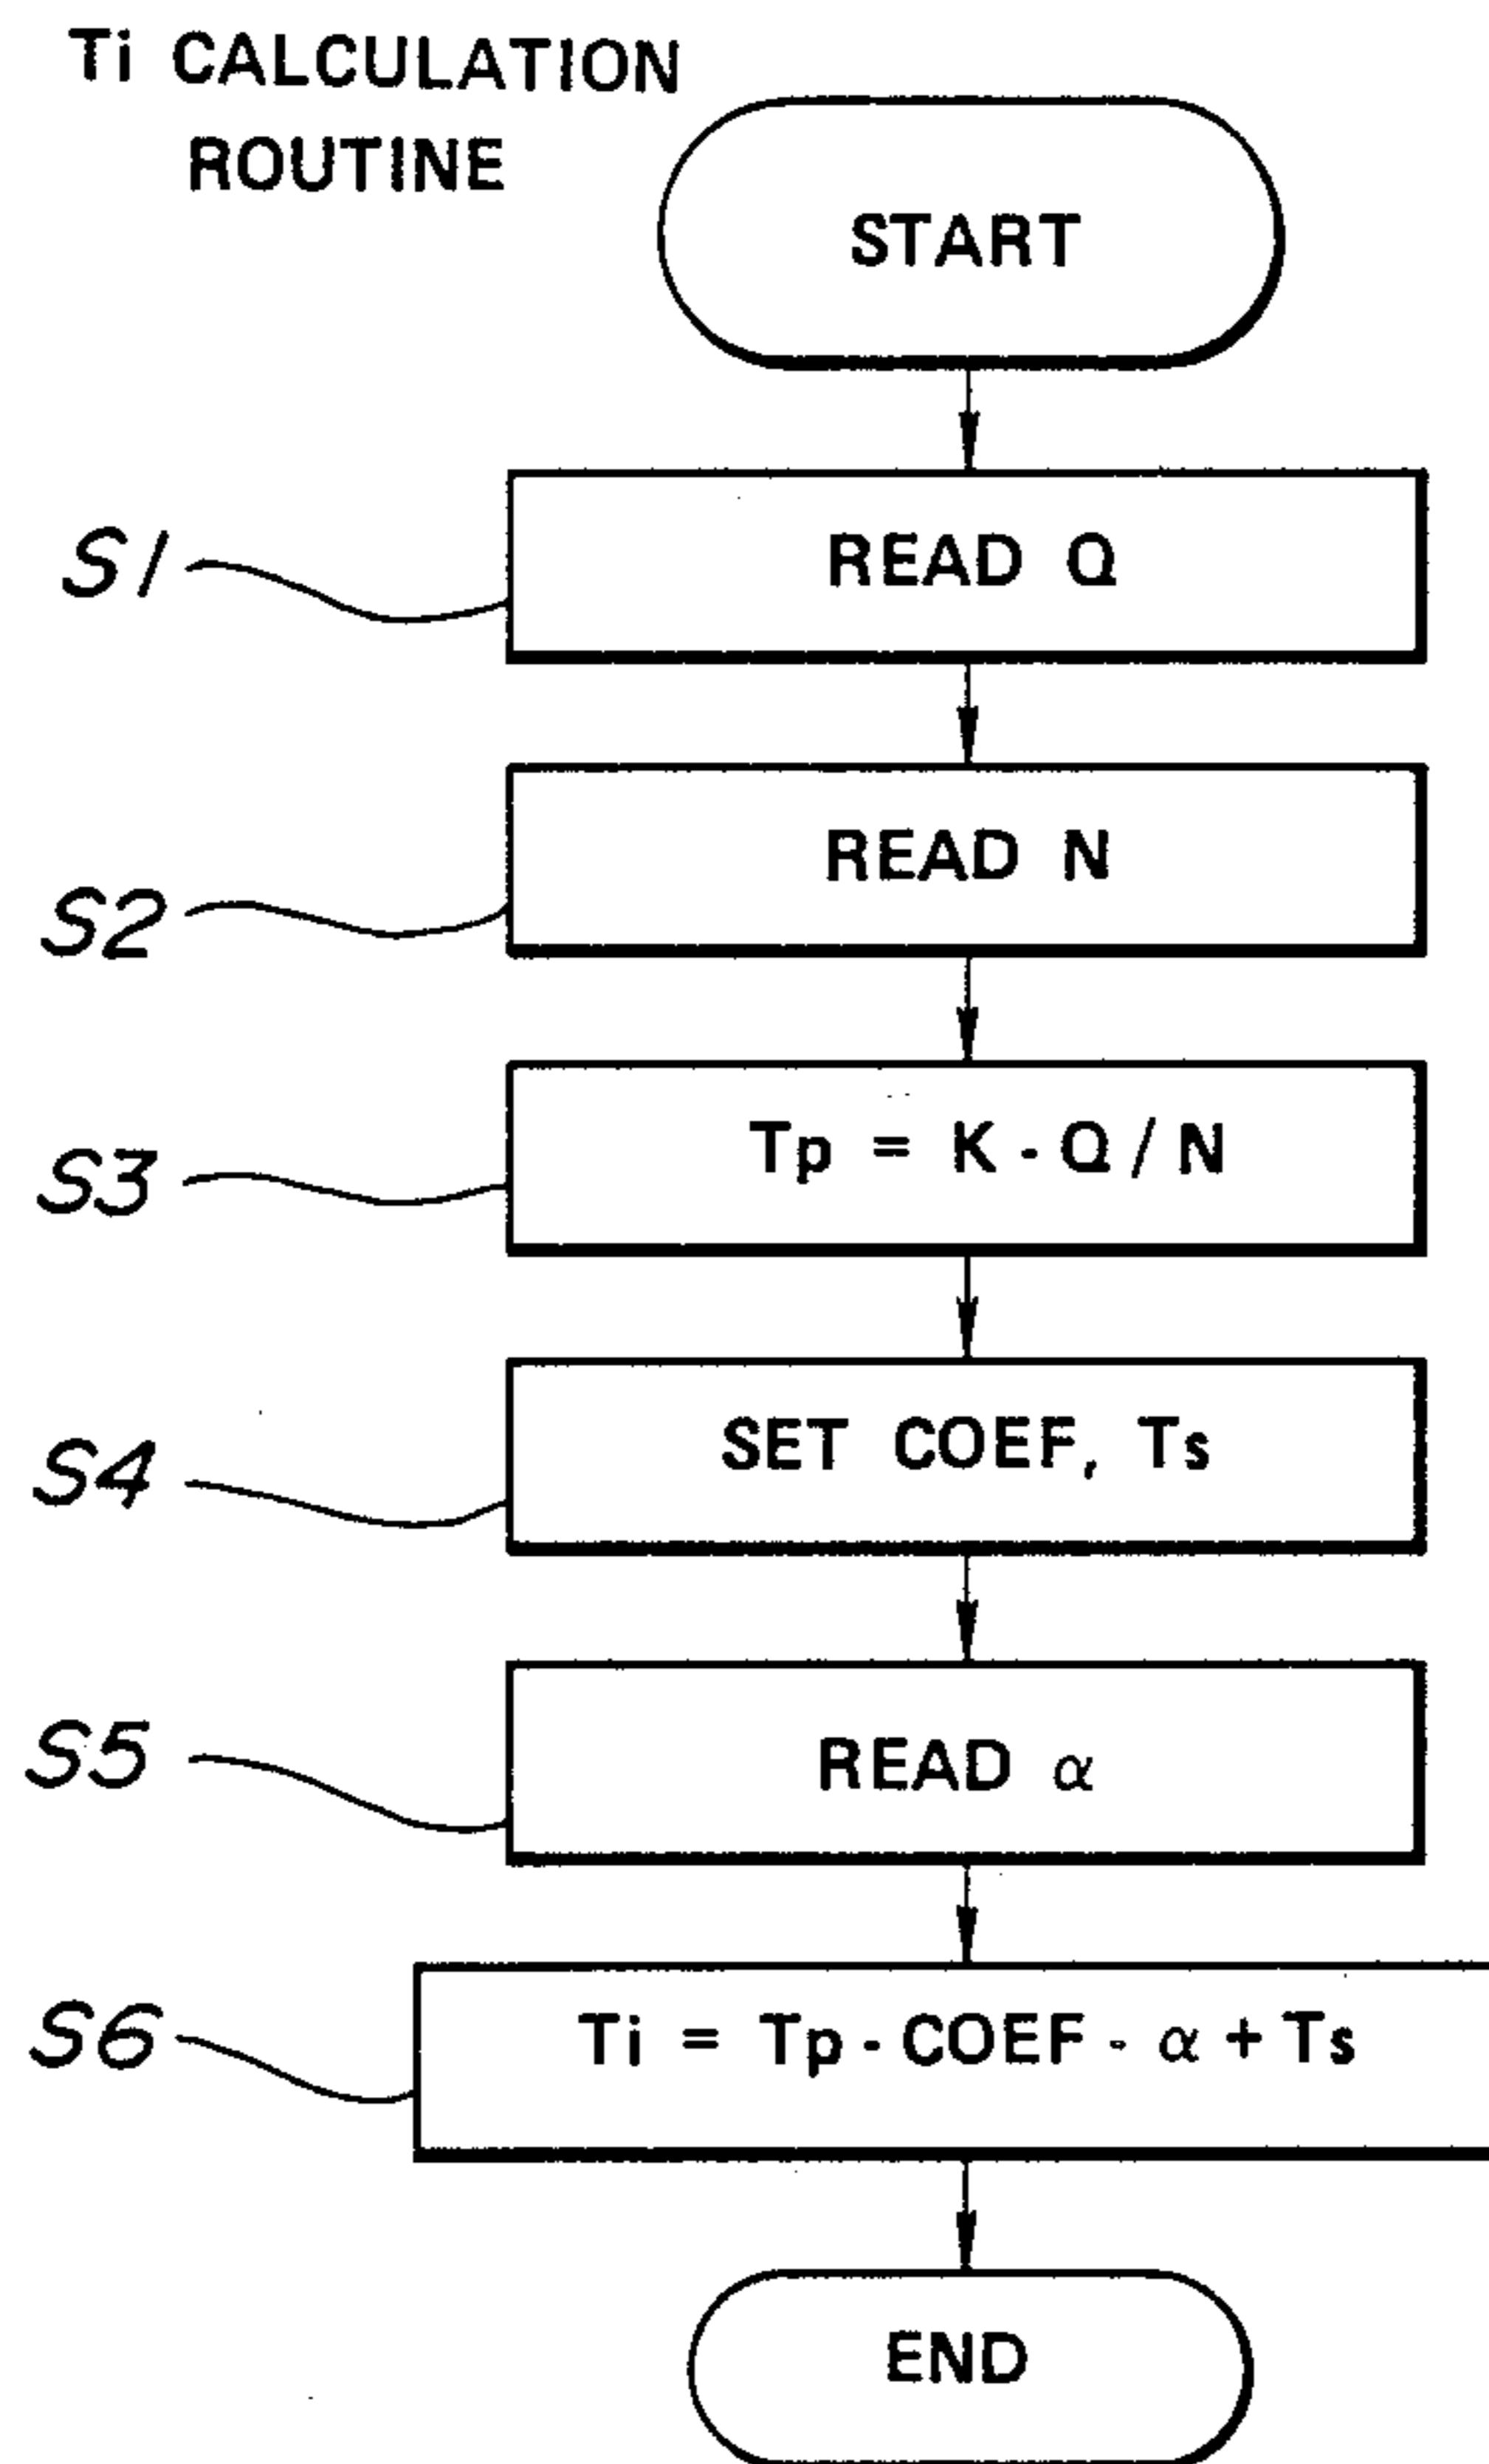 Ti CALCULATION
ROUTINE
START
S1
READ Q
S2
READ N
S3
Tp = K · Q / N
S4
SET COEF, Ts
S5
READ α
S6
Ti = Tp · COEF · α + Ts
END